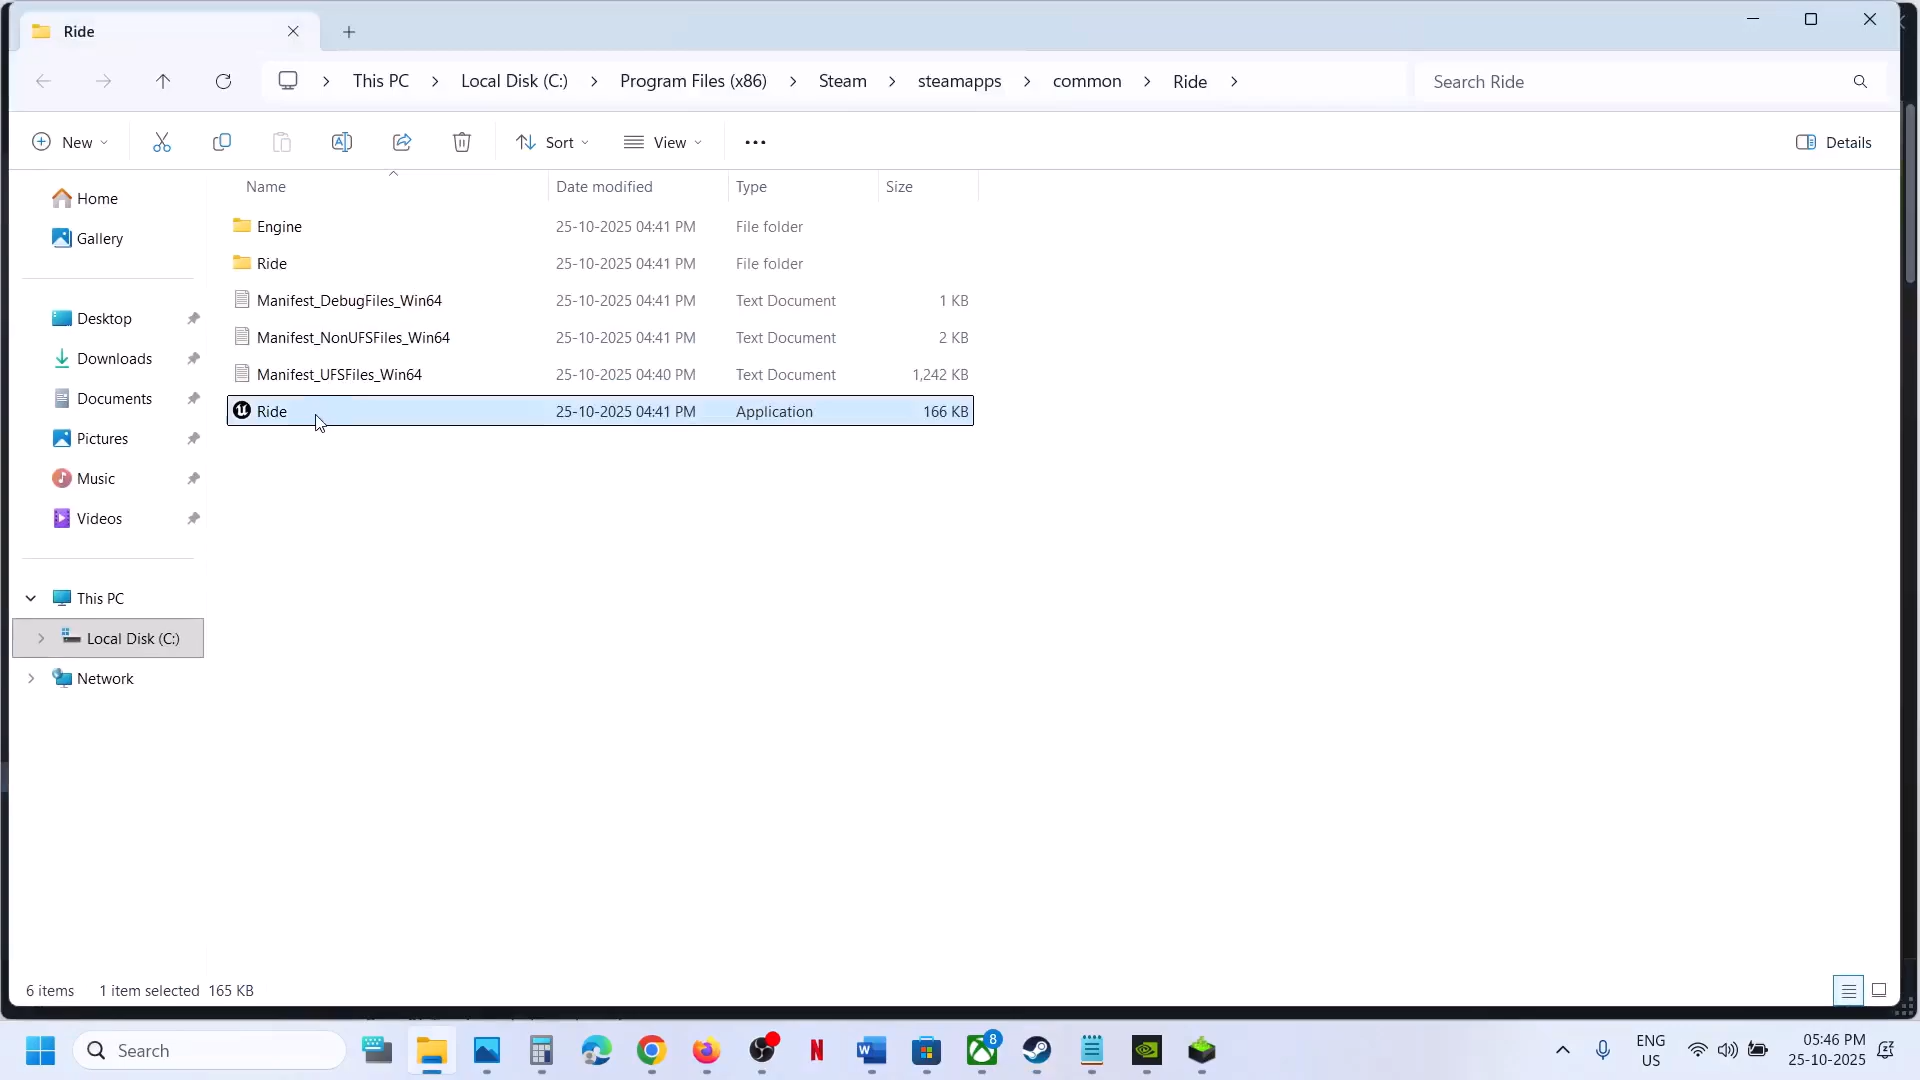 Ride
This PC
Local Disk (C:)
Program Files (x86)
Steam
steamapps
common
Ride
Search Ride
New
Sort
View
Details
Name
Date modified
Type
Size
Engine 25-10-2025 04:41 PM File folder
Ride 25-10-2025 04:41 PM File folder
Manifest_DebugFiles_Win64 25-10-2025 04:41 PM Text Document 1 KB
Manifest_NonUFSFiles_Win64 25-10-2025 04:41 PM Text Document 2 KB
Manifest_UFSFiles_Win64 25-10-2025 04:40 PM Text Document 1,242 KB
Ride 25-10-2025 04:41 PM Application 166 KB
Home
Gallery
Desktop
Downloads
Documents
Pictures
Music
Videos
This PC
Local Disk (C:)
Network
6 items 1 item selected 165 KB
Search
8
ENG
US
05:46 PM
25-10-2025